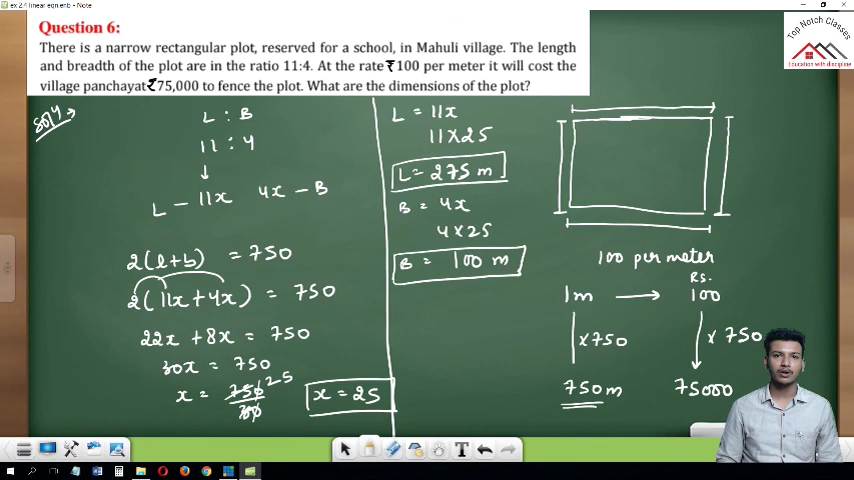 ex 2.4 linear eqn.enb - Note
Question 6:
There is a narrow rectangular plot, reserved for a school, in Mahuli village. The length
and breadth of the plot are in the ratio 11:4. At the rate ₹100 per meter it will cost the
village panchayat ₹75,000 to fence the plot. What are the dimensions of the plot?
Top Notch Classes
Education with discipline
Solⁿ →
L : B
11 : 4
L - 11x 4x - B
2(l+b) = 750
2(11x+4x) = 750
22x + 8x = 750
30x = 750
x = 750/30 25
x = 25
L = 11x
11×25
L = 275 m
B = 4x
4×25
B = 100 m
100 per meter
Rs.
1m → 100
×750 × 750
750m 75000